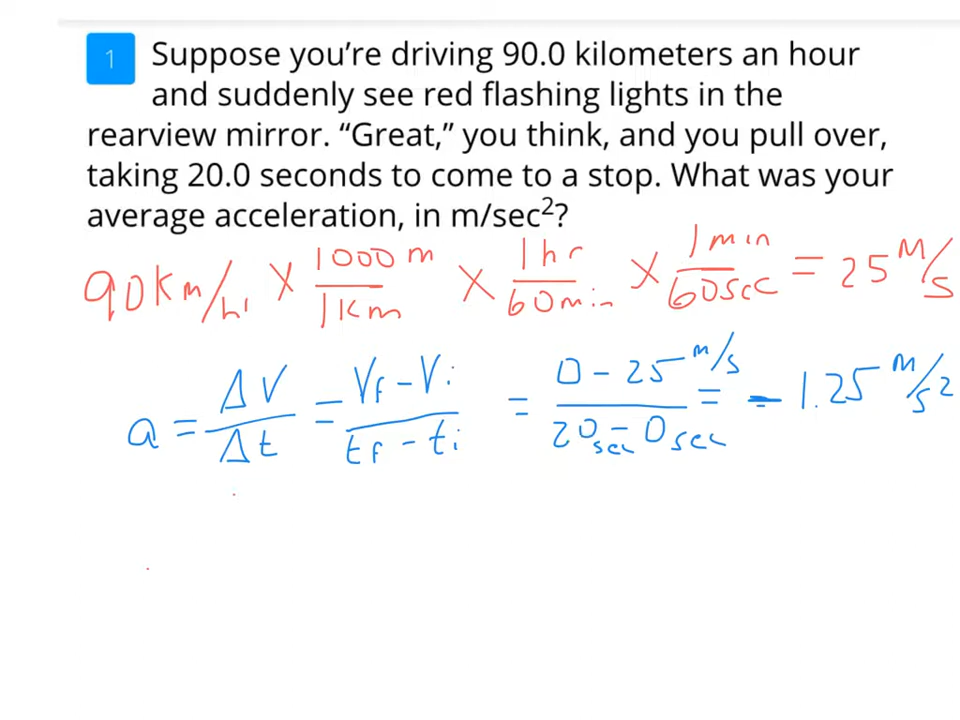 1 Suppose you’re driving 90.0 kilometers an hour
and suddenly see red flashing lights in the
rearview mirror. “Great,” you think, and you pull over,
taking 20.0 seconds to come to a stop. What was your
average acceleration, in m/sec²?
90 Km/hr × 1000 m/1 Km × 1 hr/60 min × 1 min/60 sec = 25 M/s
a = ΔV/Δt = Vf - Vi/tf - ti = 0 - 25 m/s/20 sec - 0 sec = - 1.25 M/s²